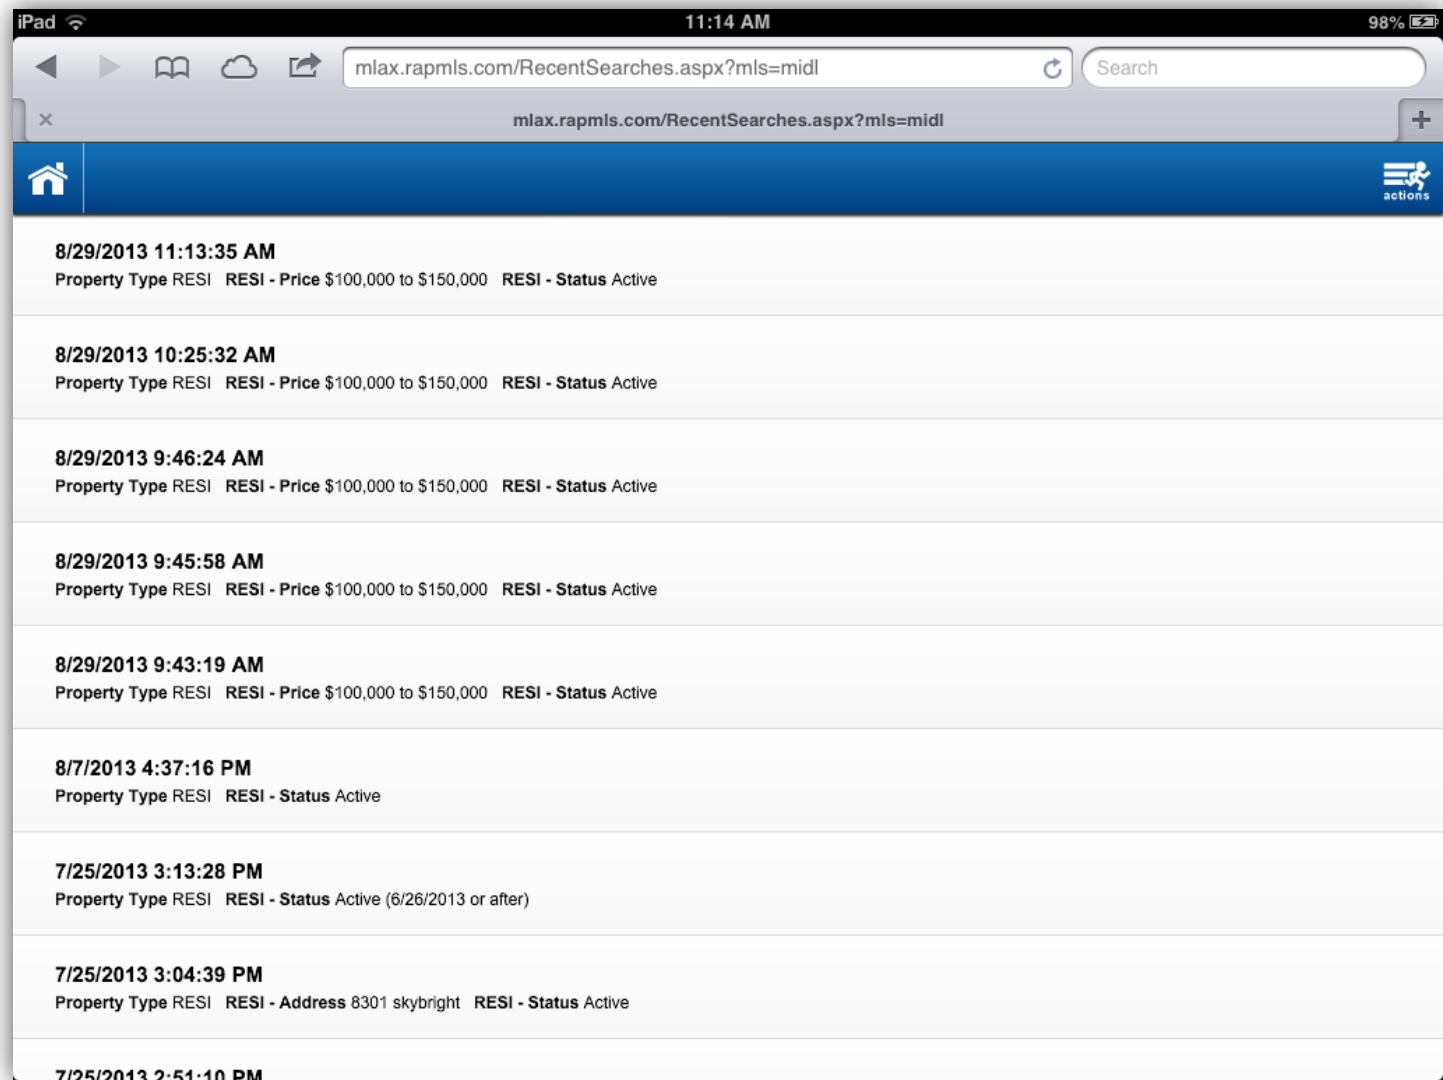 iPad 11:14 AM 98%
mlax.rapmls.com/RecentSearches.aspx?mls=midl Search
mlax.rapmls.com/RecentSearches.aspx?mls=midl
actions
8/29/2013 11:13:35 AM
Property Type RESI RESI - Price $100,000 to $150,000 RESI - Status Active
8/29/2013 10:25:32 AM
Property Type RESI RESI - Price $100,000 to $150,000 RESI - Status Active
8/29/2013 9:46:24 AM
Property Type RESI RESI - Price $100,000 to $150,000 RESI - Status Active
8/29/2013 9:45:58 AM
Property Type RESI RESI - Price $100,000 to $150,000 RESI - Status Active
8/29/2013 9:43:19 AM
Property Type RESI RESI - Price $100,000 to $150,000 RESI - Status Active
8/7/2013 4:37:16 PM
Property Type RESI RESI - Status Active
7/25/2013 3:13:28 PM
Property Type RESI RESI - Status Active (6/26/2013 or after)
7/25/2013 3:04:39 PM
Property Type RESI RESI - Address 8301 skybright RESI - Status Active
7/25/2013 2:51:10 PM